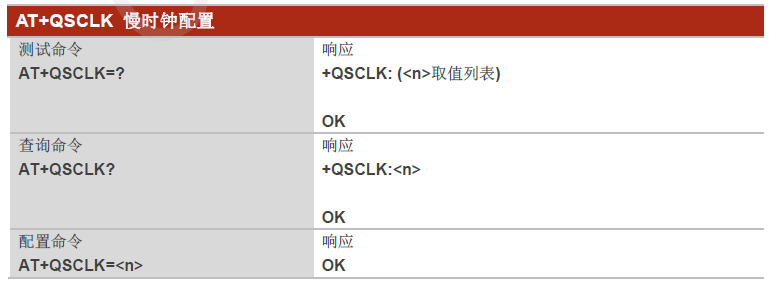 AT+QSCLK 慢时钟配置
测试命令
AT+QSCLK=?
响应
+QSCLK: (<n>取值列表)
OK
查询命令
AT+QSCLK?
响应
+QSCLK:<n>
OK
配置命令
AT+QSCLK=<n>
响应
OK